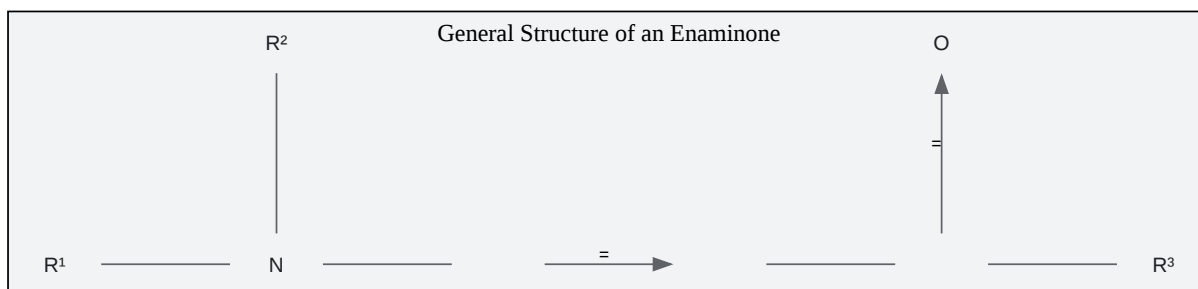 General Structure of an Enaminone
R² O
=
R¹ N = R³